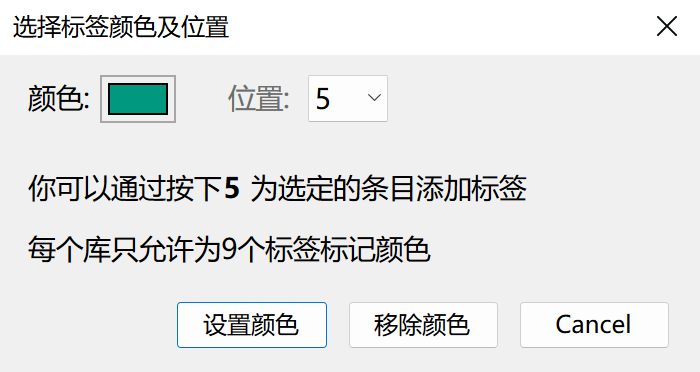 选择标签颜色及位置
颜色: 位置: 5
你可以通过按下5 为选定的条目添加标签
每个库只允许为9个标签标记颜色
设置颜色 移除颜色 Cancel